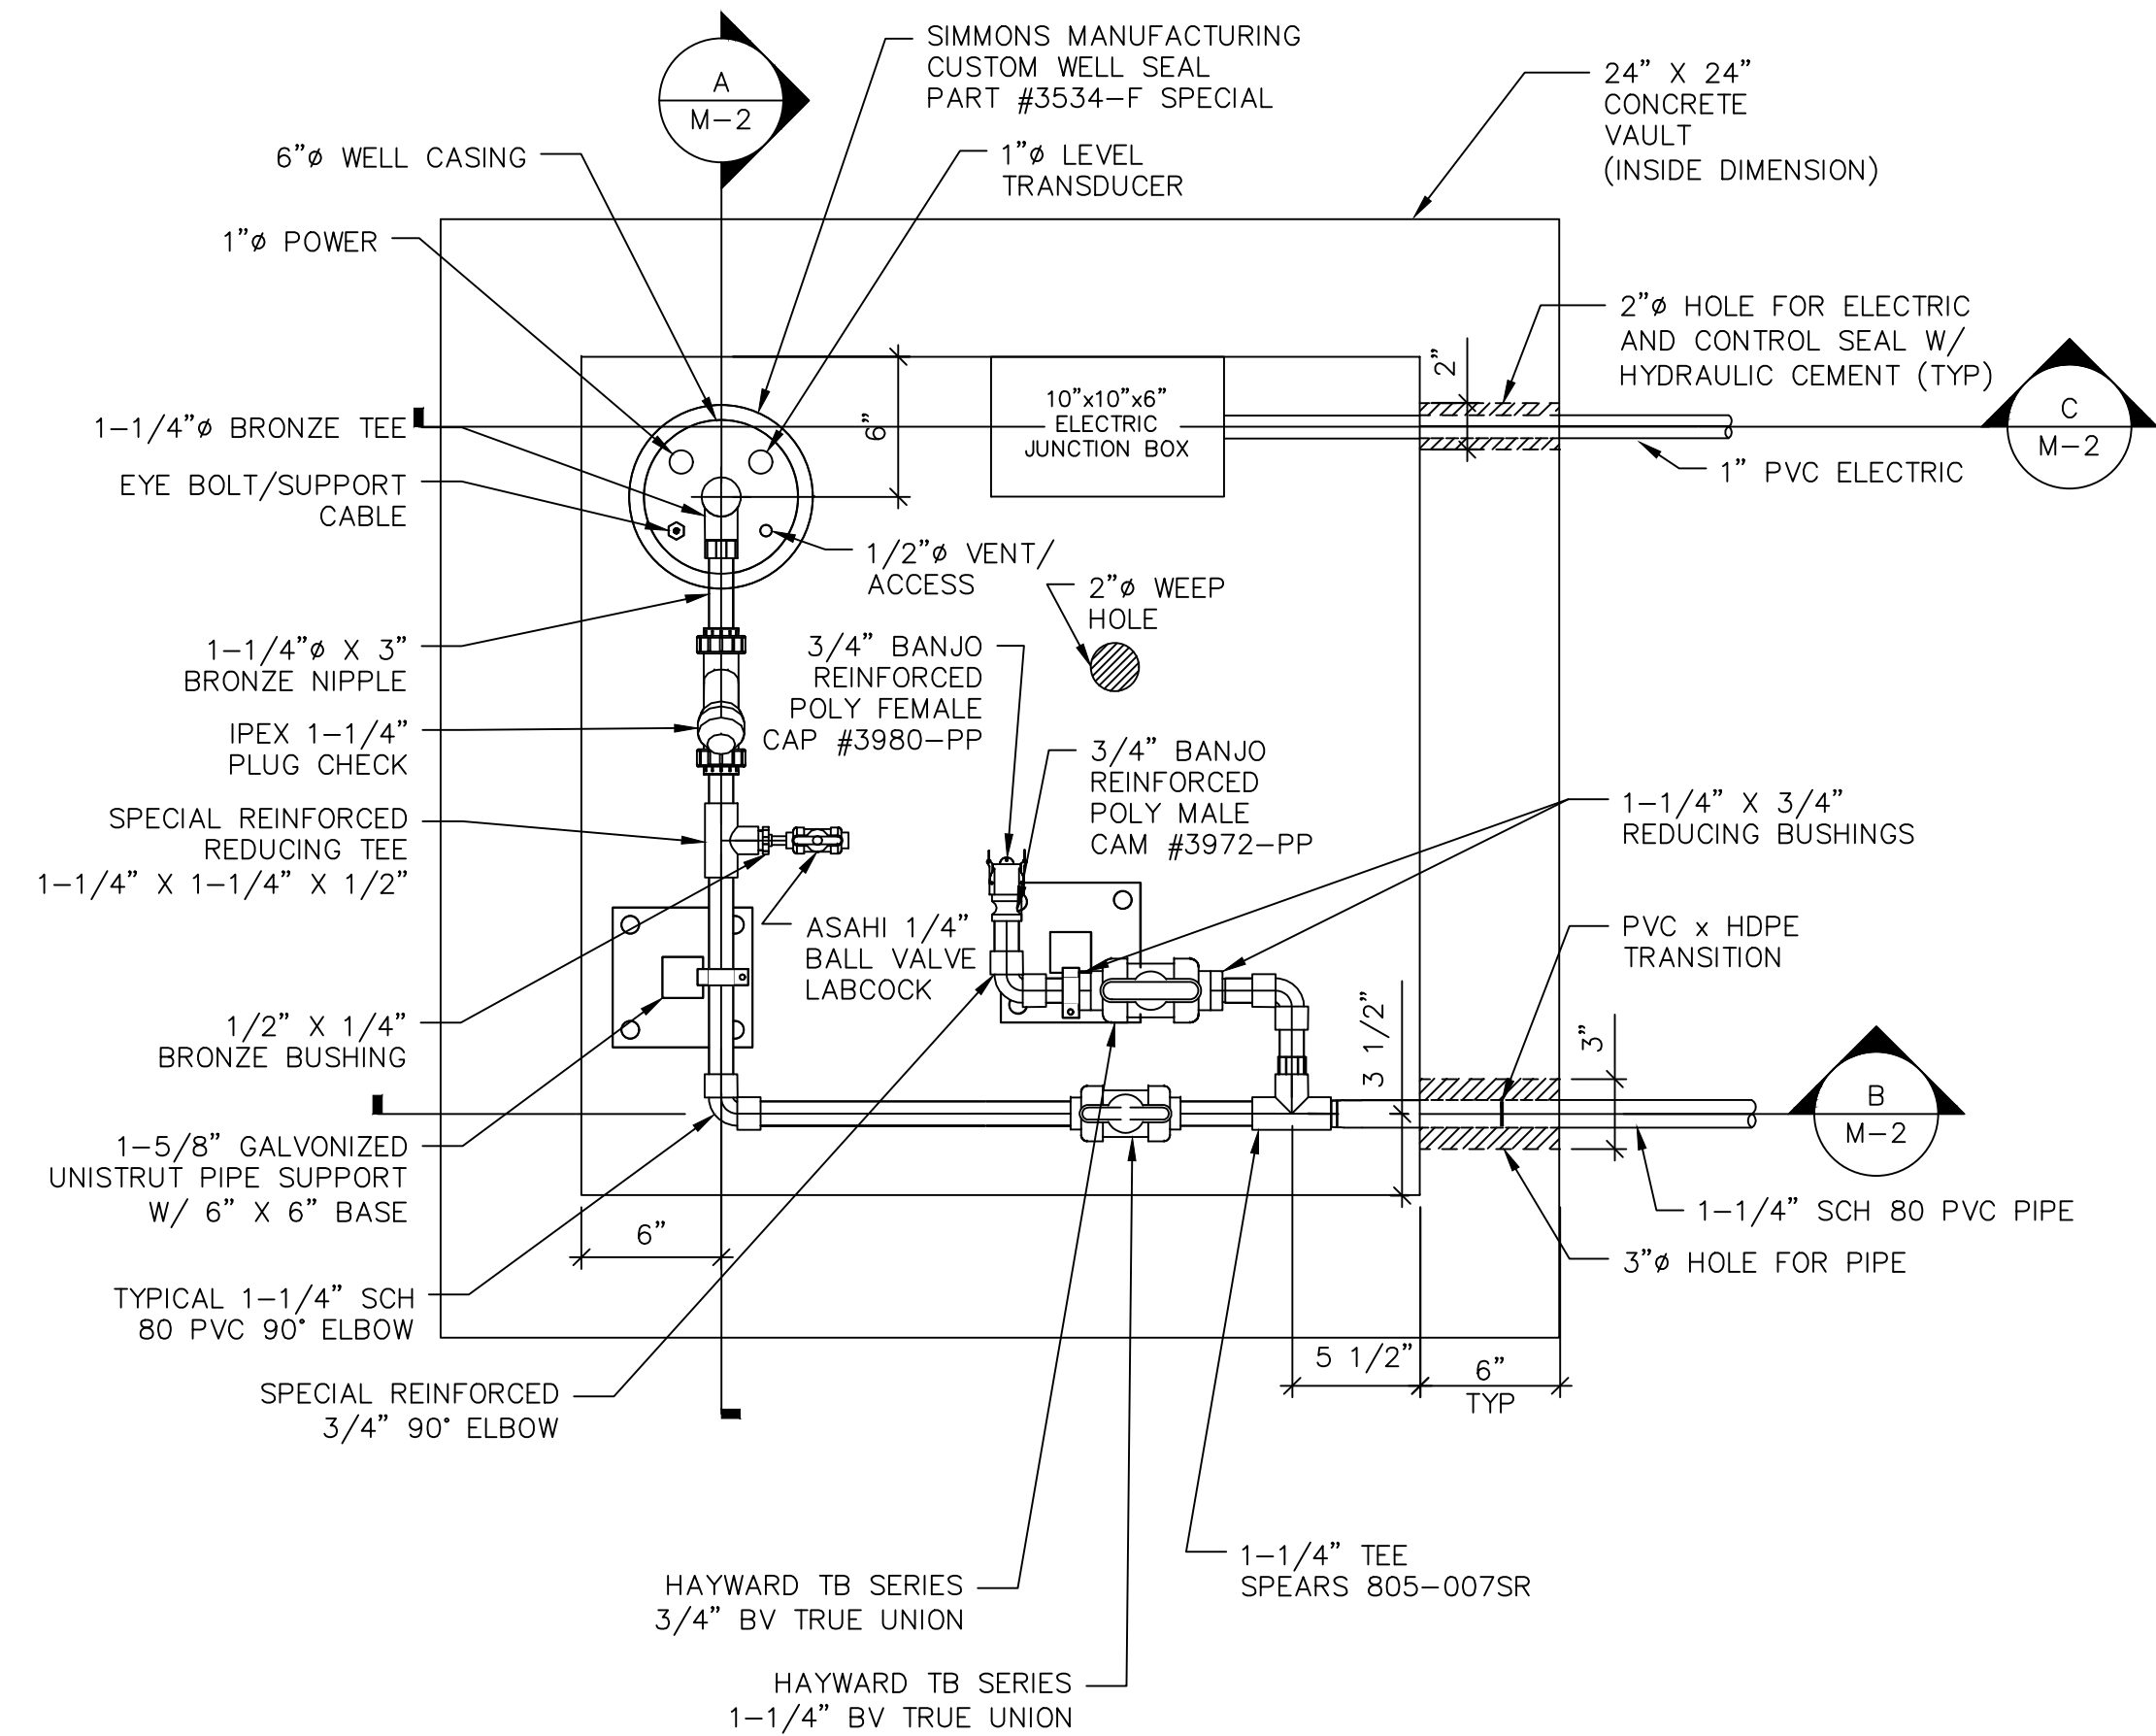 SIMMONS MANUFACTURING
CUSTOM WELL SEAL
PART #3534-F SPECIAL
A
M-2
24" X 24"
CONCRETE
VAULT
(INSIDE DIMENSION)
6"ø WELL CASING
1"ø LEVEL
TRANSDUCER
1"ø POWER
2"ø HOLE FOR ELECTRIC
AND CONTROL SEAL W/
HYDRAULIC CEMENT (TYP)
2"
6"
10"x10"x6"
ELECTRIC
JUNCTION BOX
C
M-2
1-1/4"ø BRONZE TEE
1" PVC ELECTRIC
EYE BOLT/SUPPORT
CABLE
1/2"ø VENT/
ACCESS
2"ø WEEP
HOLE
1-1/4"ø X 3"
BRONZE NIPPLE
3/4" BANJO
REINFORCED
POLY FEMALE
CAP #3980-PP
IPEX 1-1/4"
PLUG CHECK
3/4" BANJO
REINFORCED
POLY MALE
CAM #3972-PP
1-1/4" X 3/4"
REDUCING BUSHINGS
SPECIAL REINFORCED
REDUCING TEE
1-1/4" X 1-1/4" X 1/2"
ASAHI 1/4"
BALL VALVE
LABCOCK
PVC x HDPE
TRANSITION
1/2" X 1/4"
BRONZE BUSHING
3 1/2"
3"
B
M-2
1-5/8" GALVONIZED
UNISTRUT PIPE SUPPORT
W/ 6" X 6" BASE
1-1/4" SCH 80 PVC PIPE
6"
3"ø HOLE FOR PIPE
TYPICAL 1-1/4" SCH
80 PVC 90° ELBOW
5 1/2"
6"
TYP
SPECIAL REINFORCED
3/4" 90° ELBOW
1-1/4" TEE
SPEARS 805-007SR
HAYWARD TB SERIES
3/4" BV TRUE UNION
HAYWARD TB SERIES
1-1/4" BV TRUE UNION